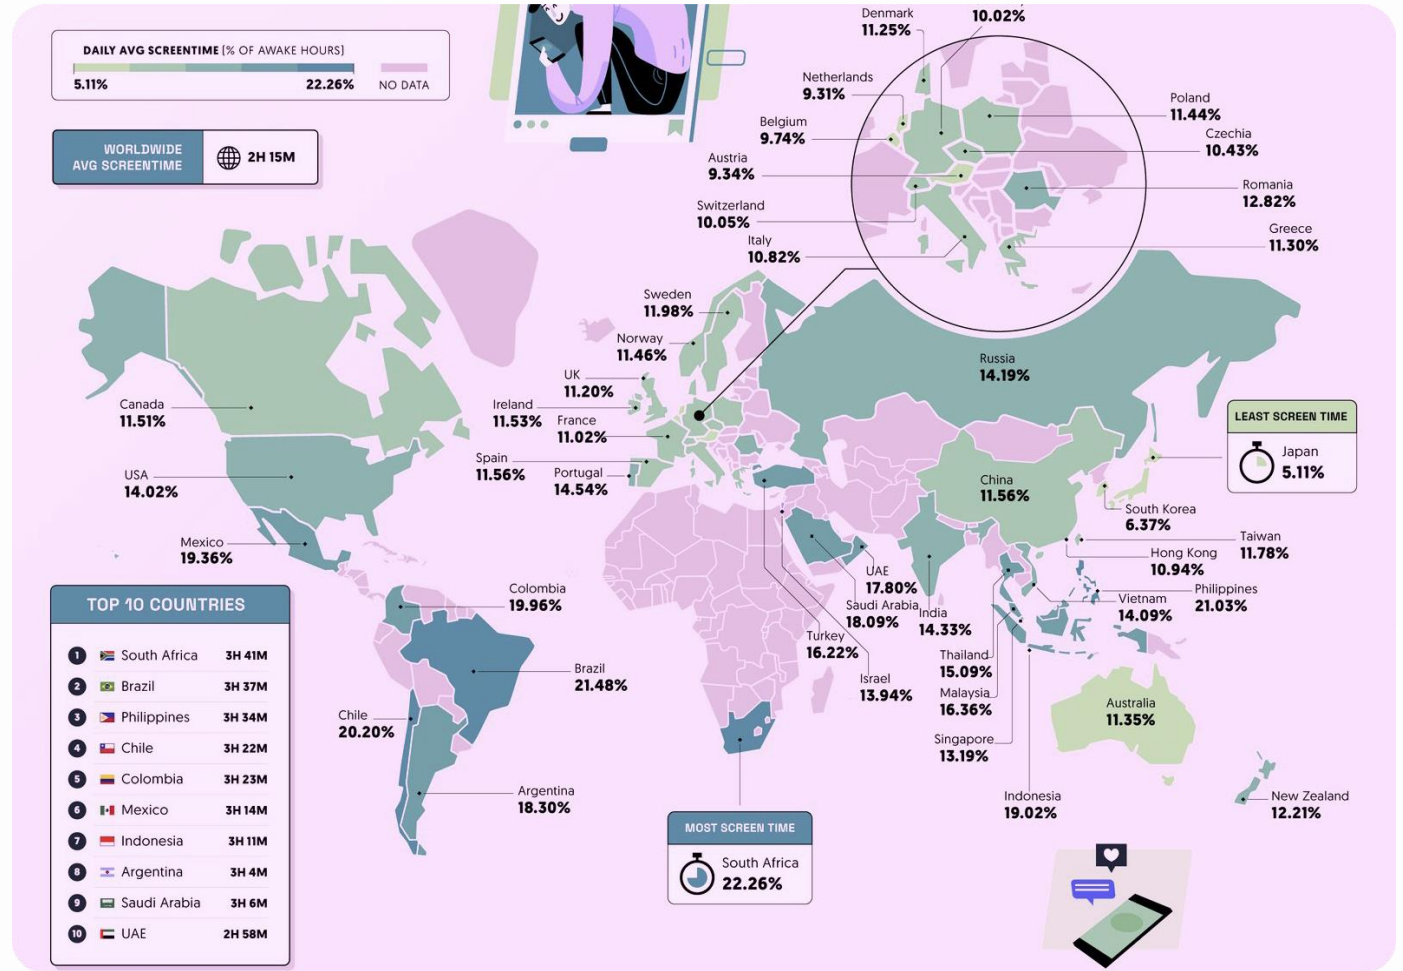 DAILY AVG SCREENTIME [% OF AWAKE HOURS]
5.11%
22.26%
NO DATA
WORLDWIDE
AVG SCREENTIME
2H 15M
Denmark
11.25%
10.02%
Netherlands
9.31%
Belgium
9.74%
Austria
9.34%
Switzerland
10.05%
Italy
10.82%
Poland
11.44%
Czechia
10.43%
Romania
12.82%
Greece
11.30%
Sweden
11.98%
Norway
11.46%
UK
11.20%
Ireland
11.53%
France
11.02%
Spain
11.56%
Portugal
14.54%
Russia
14.19%
Canada
11.51%
USA
14.02%
Mexico
19.36%
LEAST SCREEN TIME
Japan
5.11%
China
11.56%
South Korea
6.37%
Taiwan
11.78%
Hong Kong
10.94%
Philippines
21.03%
Vietnam
14.09%
UAE
17.80%
Saudi Arabia
18.09%
India
14.33%
Turkey
16.22%
Israel
13.94%
Thailand
15.09%
Malaysia
16.36%
Singapore
13.19%
Indonesia
19.02%
Australia
11.35%
New Zealand
12.21%
Colombia
19.96%
Brazil
21.48%
Chile
20.20%
Argentina
18.30%
MOST SCREEN TIME
South Africa
22.26%
TOP 10 COUNTRIES
1 South Africa 3H 41M
2 Brazil 3H 37M
3 Philippines 3H 34M
4 Chile 3H 22M
5 Colombia 3H 23M
6 Mexico 3H 14M
7 Indonesia 3H 11M
8 Argentina 3H 4M
9 Saudi Arabia 3H 6M
10 UAE 2H 58M